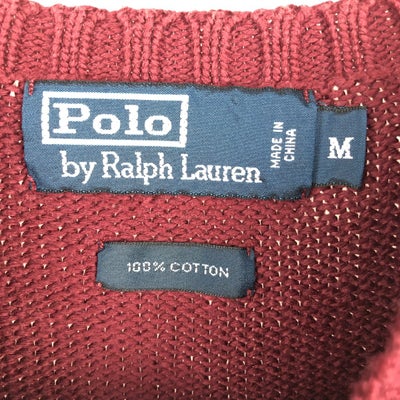 Polo
by Ralph Lauren
MADE IN
CHINA
M
100% COTTON